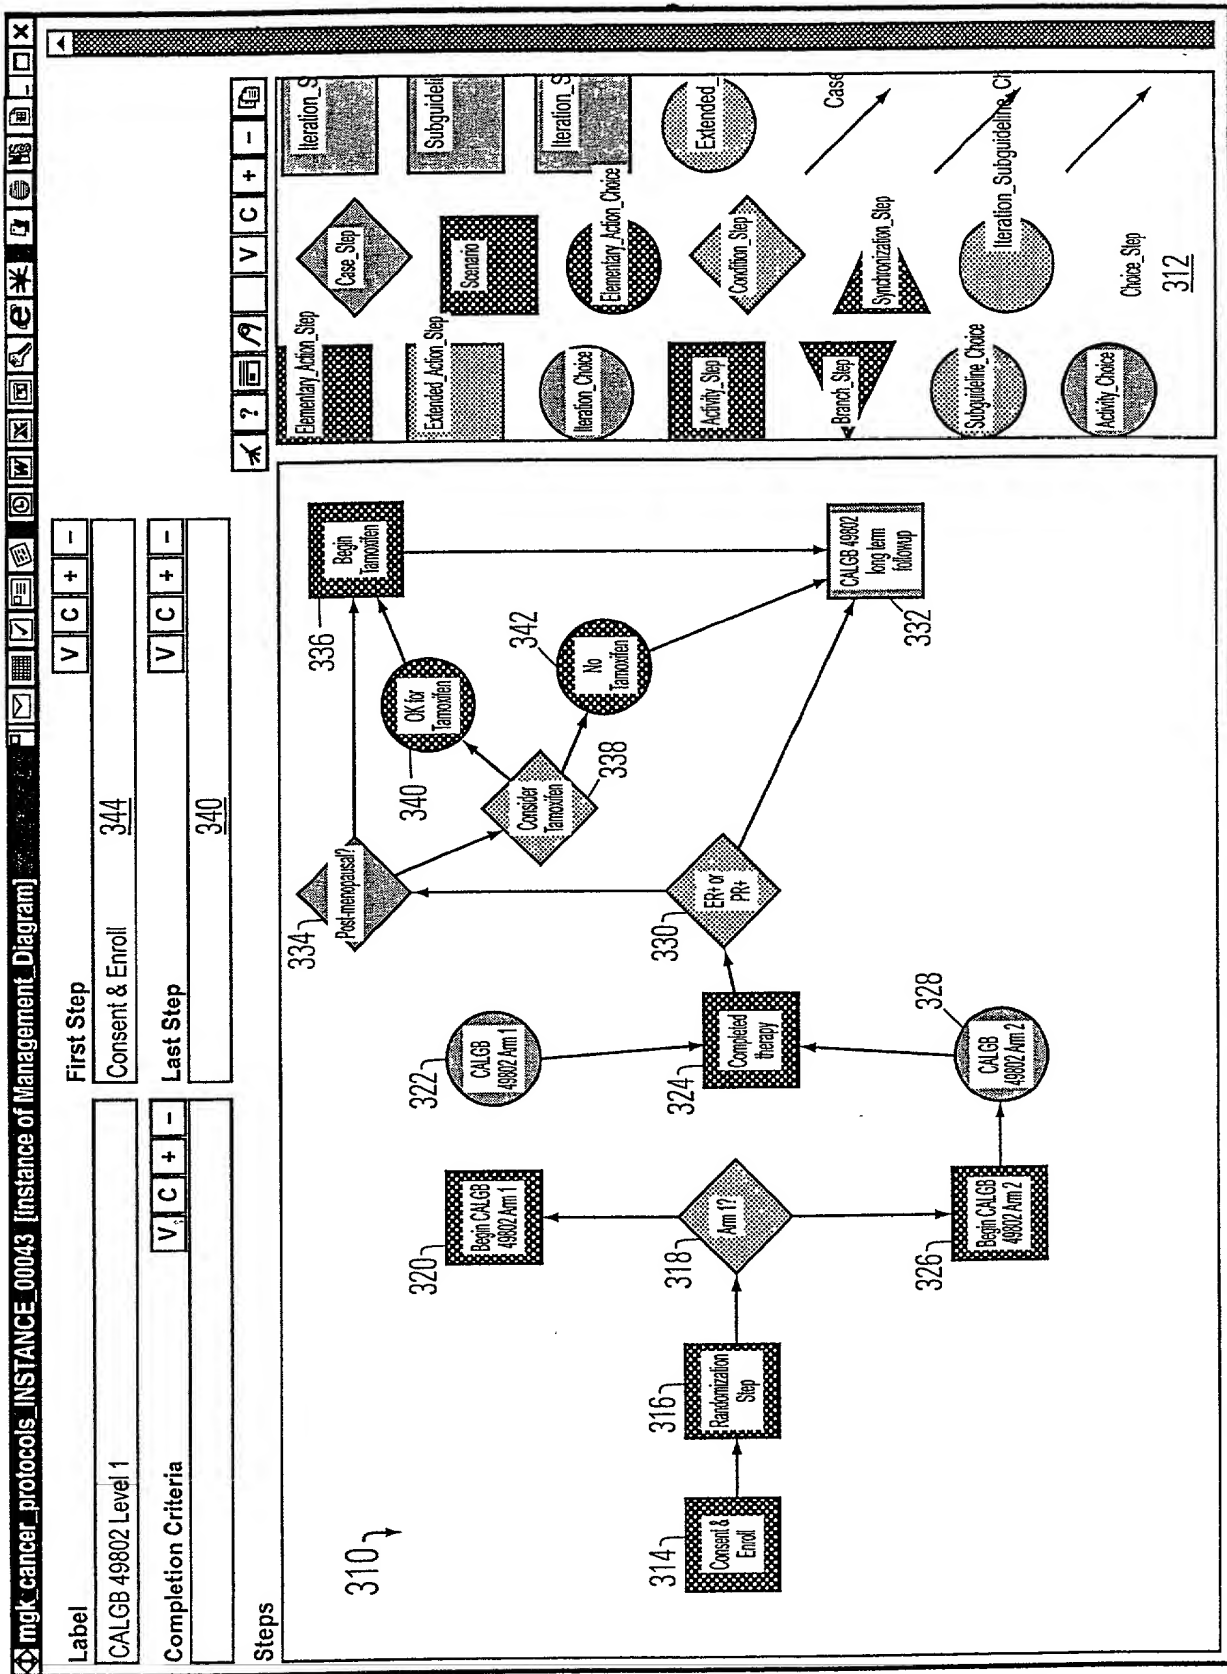 mgk_cancer_protocols_INSTANCE_00043 [Instance of Management_Diagram]
Label
CALGB 49802 Level 1
First Step
V C + -
Consent & Enroll
344
Completion Criteria
V C + -
Last Step
V C + -
340
Steps
? V C + -
310
314
Consent &
Enroll
316
Randomization
Step
318
Arm 1?
320
Begin CALGB
49802 Arm 1
322
CALGB
49802 Arm 1
324
Completed
therapy
326
Begin CALGB
49802 Arm 2
328
CALGB
49802 Arm 2
330
ER+ or
PR+
334
Post-menopausal?
338
Consider
Tamoxifen
340
OK for
Tamoxifen
342
No
Tamoxifen
336
Begin
Tamoxifen
332
CALGB 49802
long term
followup
Elementary_Action_Step
Case_Step
Iteration_S
Extended_Action_Step
Scenario
Subguideli
Iteration_Choice
Elementary_Action_Choice
Iteration_S
Activity_Step
Condition_Step
Extended_
Branch_Step
Synchronization_Step
Case
Subguideline_Choice
Iteration_Subguideline_Ch
Activity_Choice
Choice_Step
312